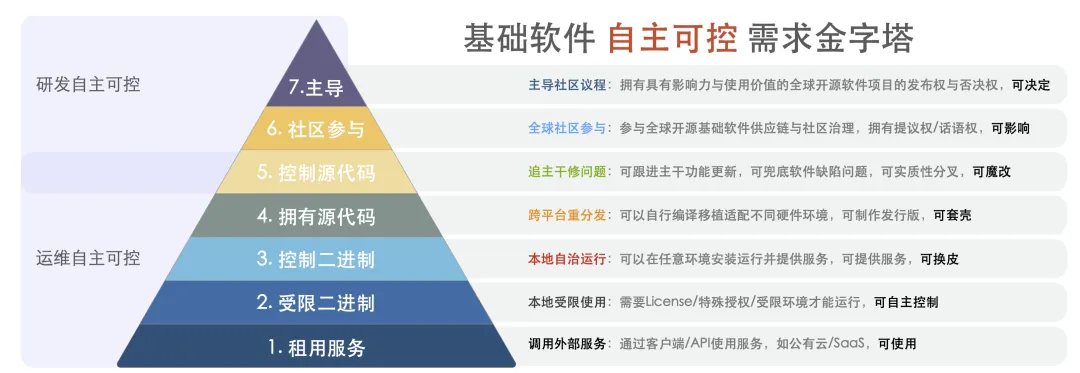 基础软件 自主可控 需求金字塔
研发自主可控
7.主导
主导社区议程：拥有具有影响力与使用价值的全球开源软件项目的发布权与否决权，可决定
6. 社区参与
全球社区参与：参与全球开源基础软件供应链与社区治理，拥有提议权/话语权，可影响
5. 控制源代码
追主干修问题：可跟进主干功能更新，可兜底软件缺陷问题，可实质性分叉，可魔改
4. 拥有源代码
跨平台重分发：可以自行编译移植适配不同硬件环境，可制作发行版，可套壳
运维自主可控
3. 控制二进制
本地自治运行：可以在任意环境安装运行并提供服务，可提供服务，可换皮
2. 受限二进制
本地受限使用：需要License/特殊授权/受限环境才能运行，可自主控制
1. 租用服务
调用外部服务：通过客户端/API使用服务，如公有云/SaaS，可使用